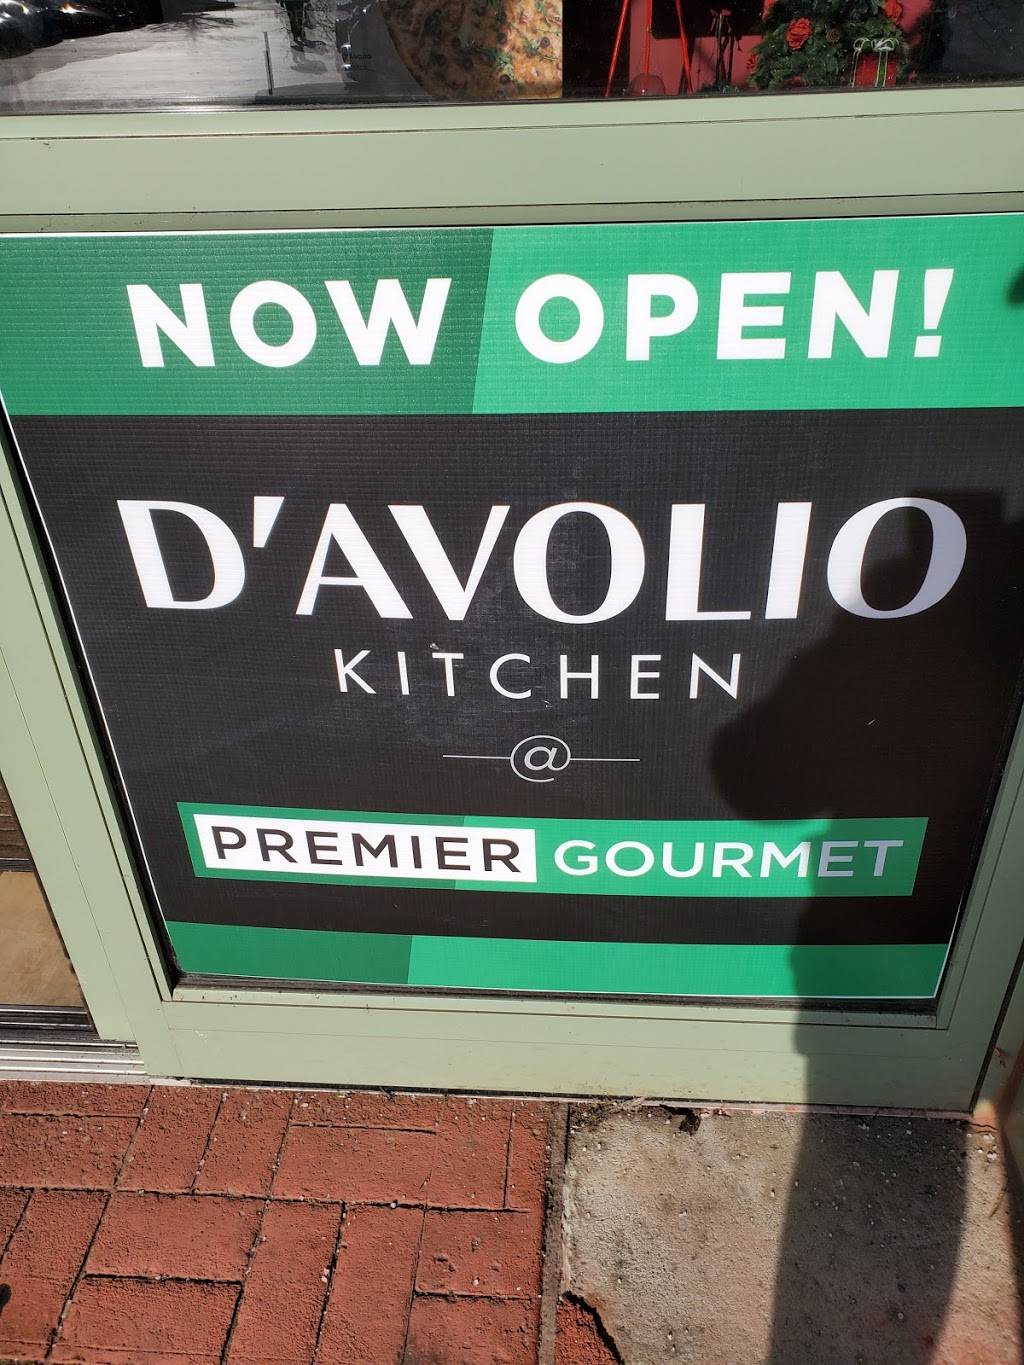 NOW OPEN!
D'AVOLIO
KITCHEN
@
PREMIER GOURMET